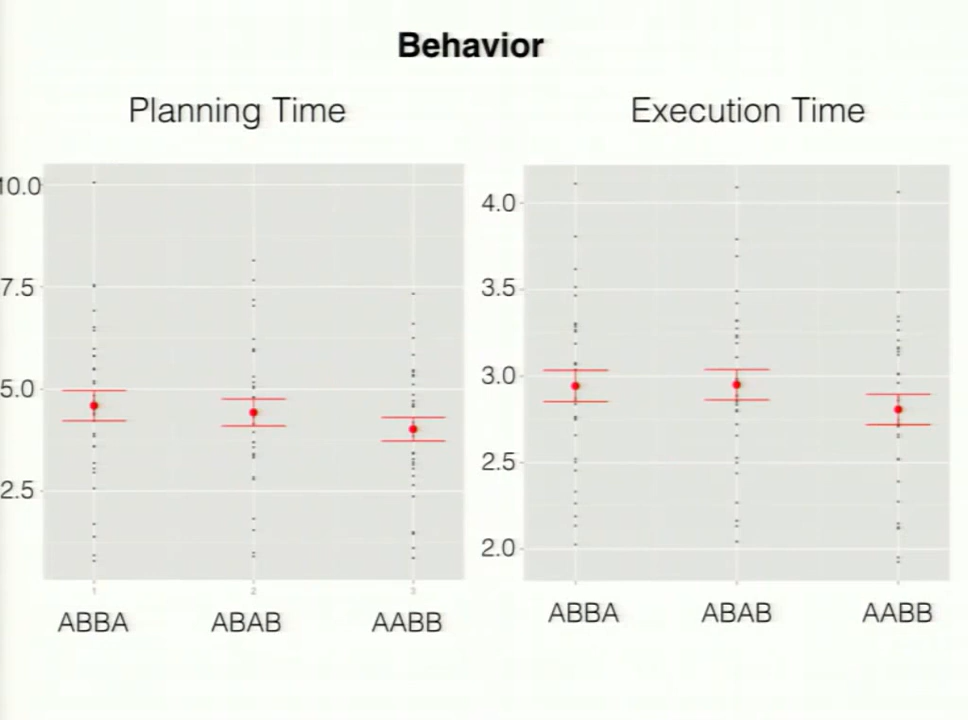 Behavior
Planning Time
10.0
7.5
5.0
2.5
1 2 3
ABBA ABAB AABB
Execution Time
4.0
3.5
3.0
2.5
2.0
ABBA ABAB AABB